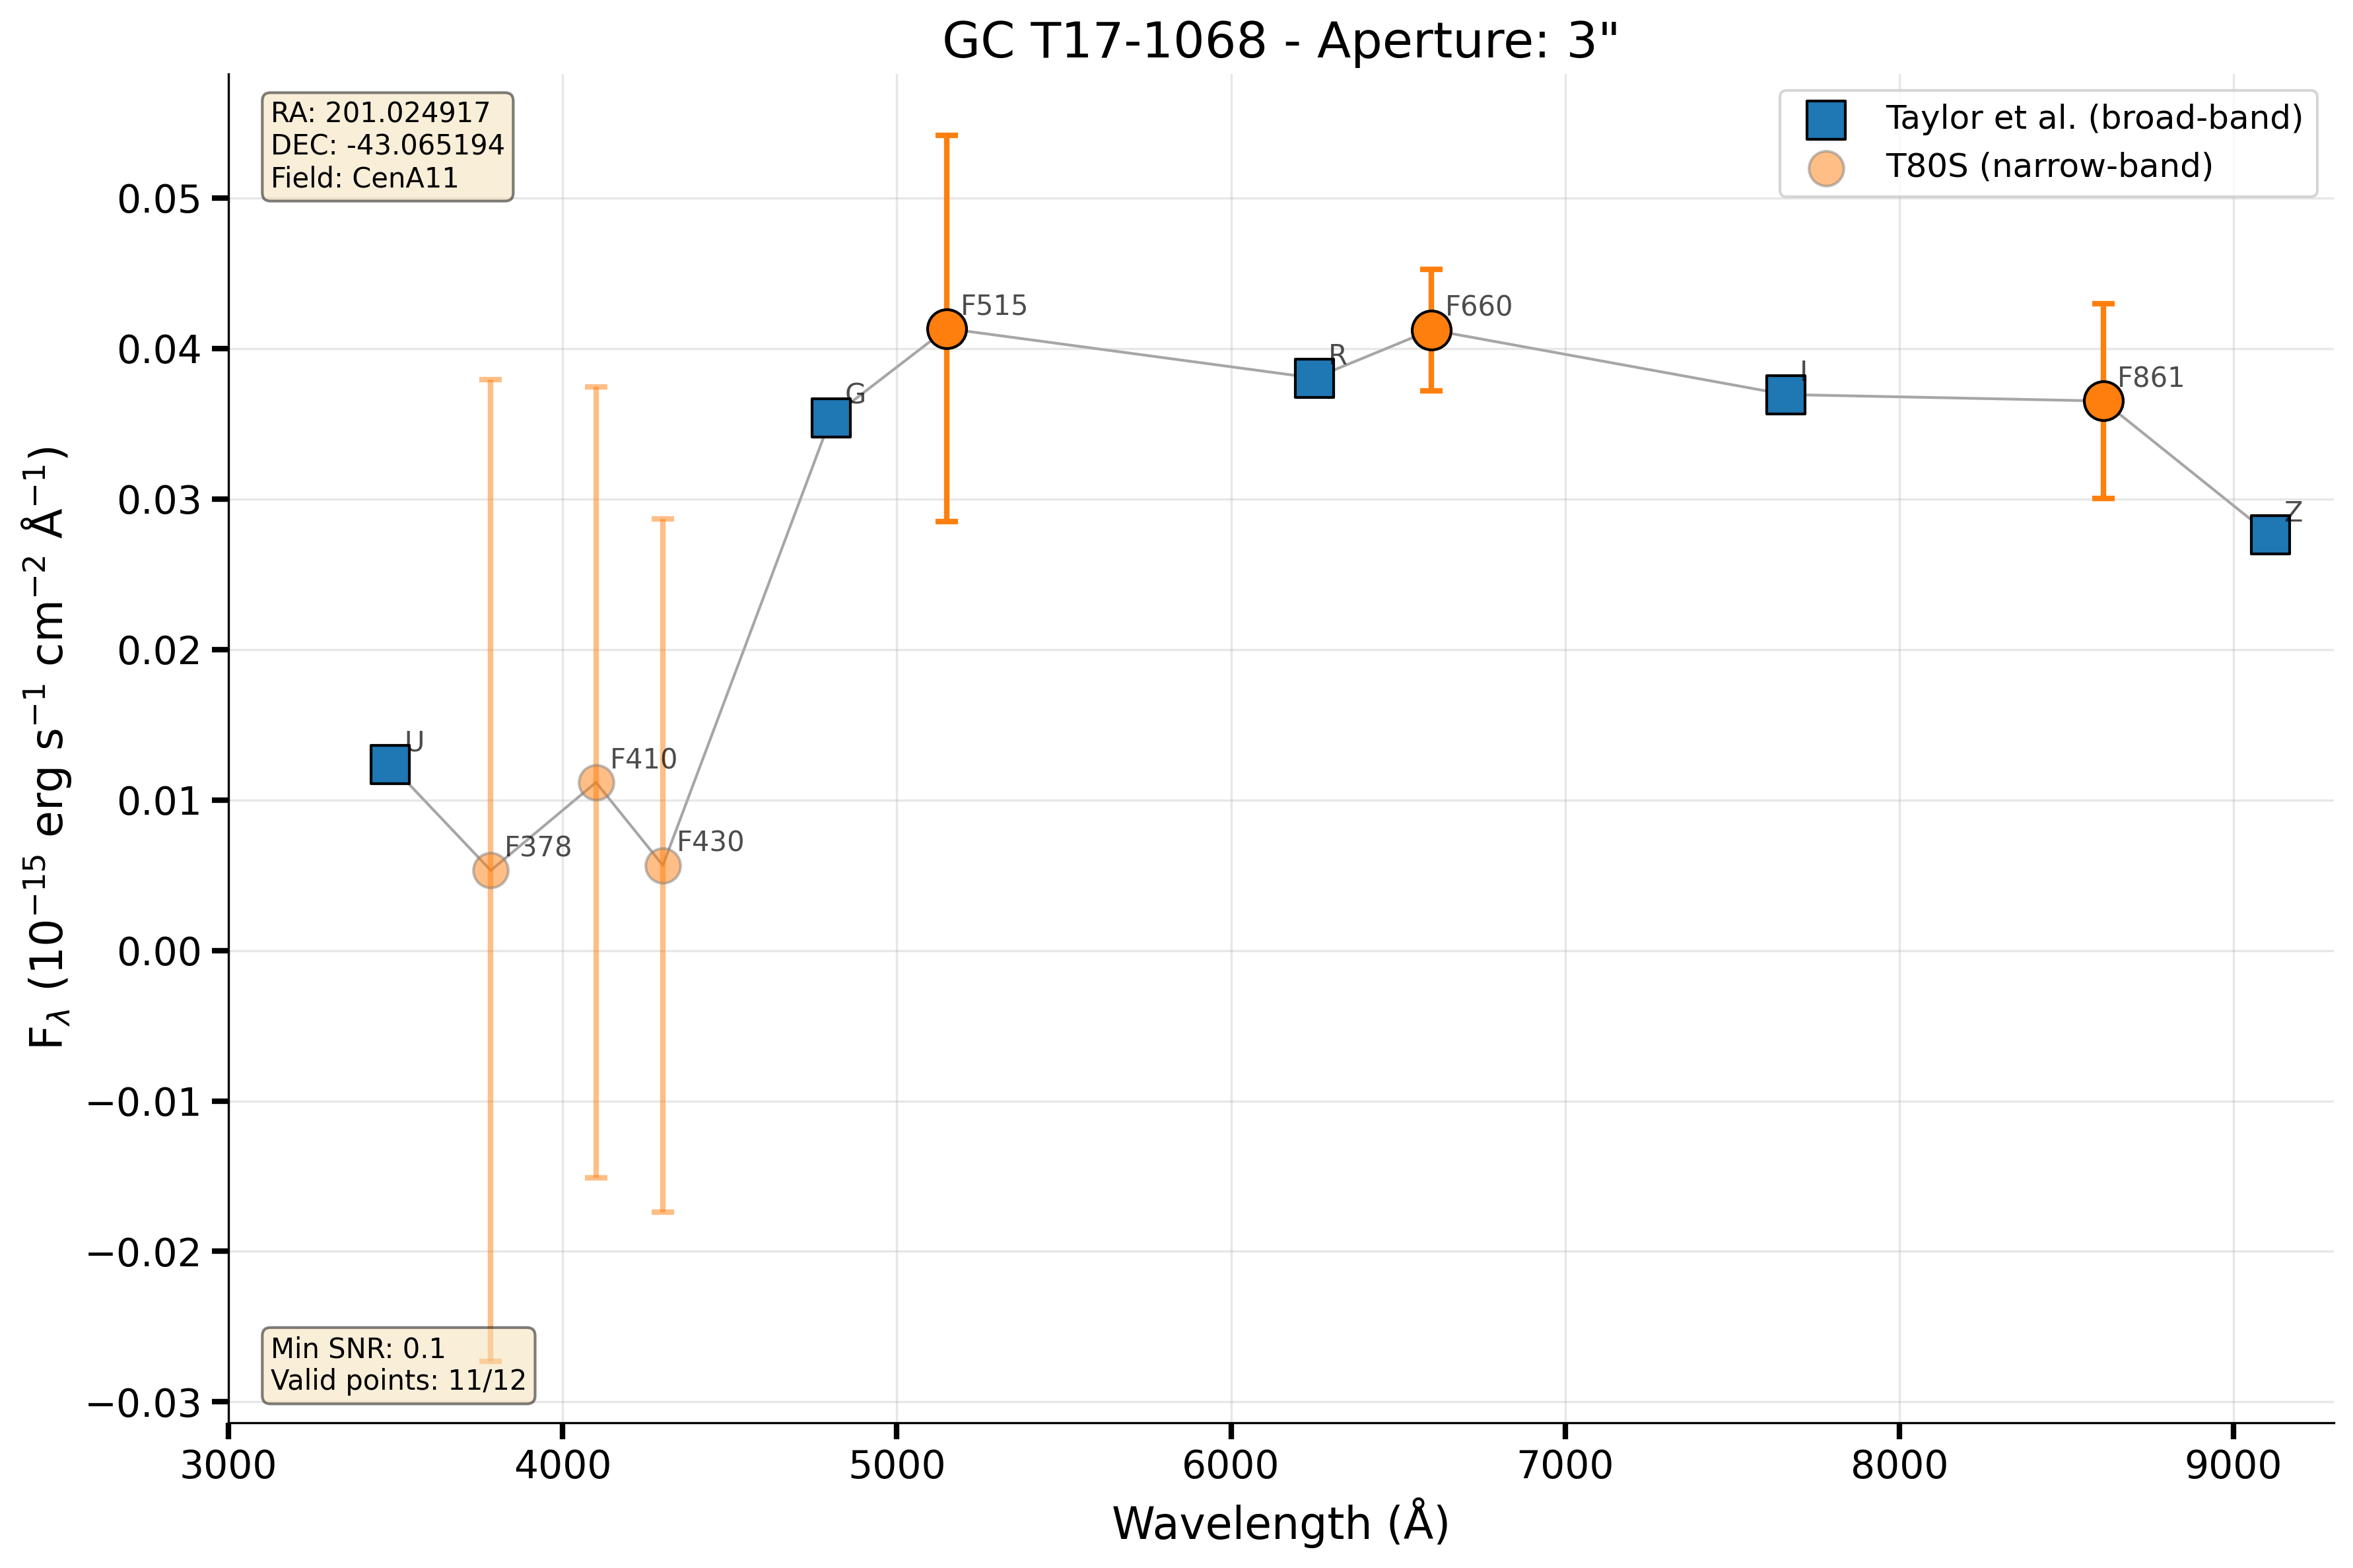 GC T17-1068 - Aperture: 3"
RA: 201.024917
DEC: -43.065194
Field: CenA11
Taylor et al. (broad-band)
T80S (narrow-band)
F_λ (10⁻¹⁵ erg s⁻¹ cm⁻² Å⁻¹)
0.05
0.04
0.03
0.02
0.01
0.00
−0.01
−0.02
−0.03
U
F378
F410
F430
G
F515
R
F660
I
F861
Z
Min SNR: 0.1
Valid points: 11/12
3000
4000
5000
6000
7000
8000
9000
Wavelength (Å)